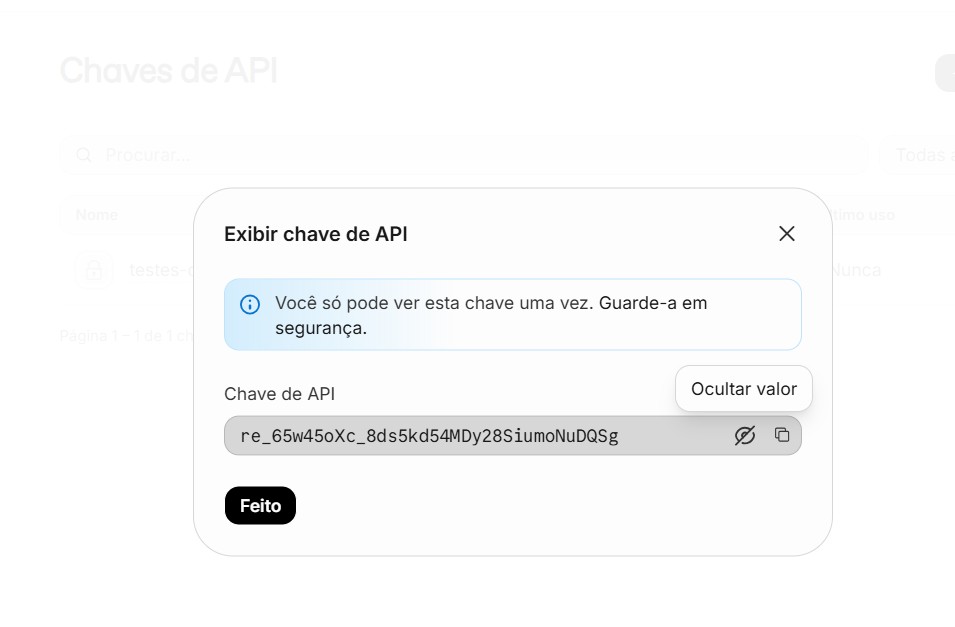 Chaves de API
Procurar...
Todas
Nome
Último uso
testes-
Nunca
Página 1 – 1 de 1
Exibir chave de API
Você só pode ver esta chave uma vez. Guarde-a em
segurança.
Chave de API
Ocultar valor
re_65w45oXc_8ds5kd54MDy28SiumoNuDQSg
Feito